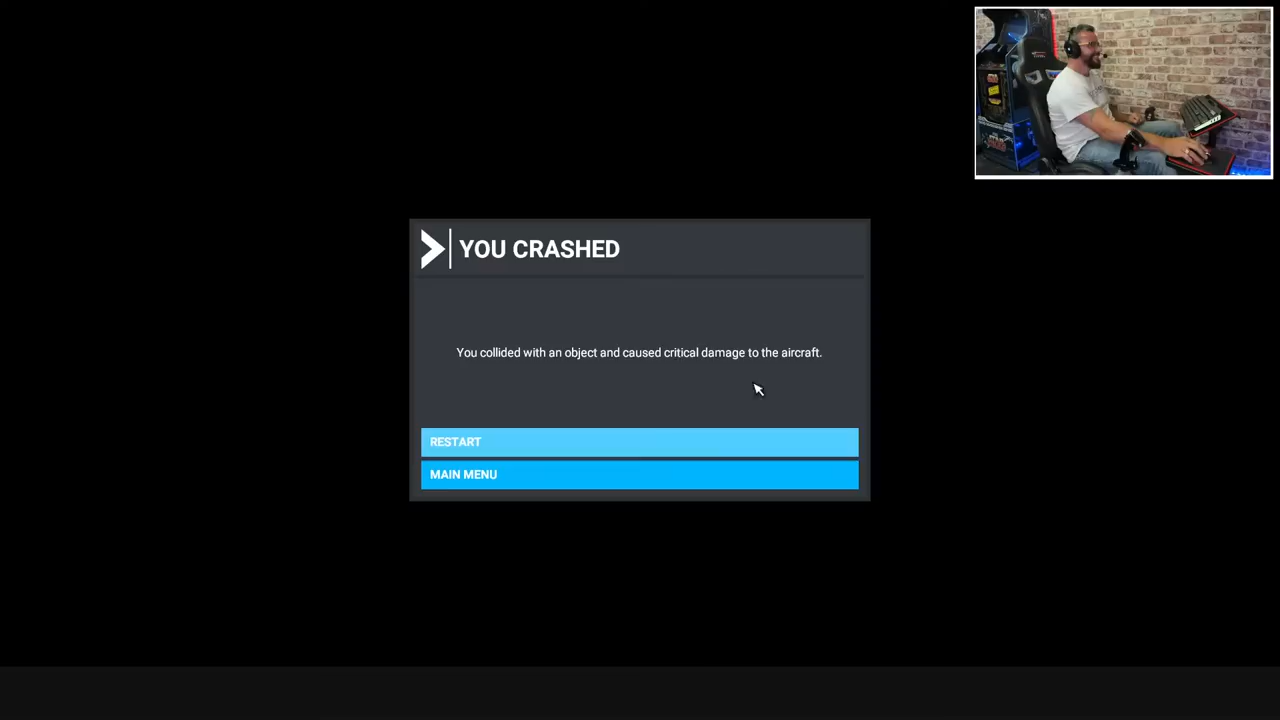 YOU CRASHED
You collided with an object and caused critical damage to the aircraft.
RESTART
MAIN MENU